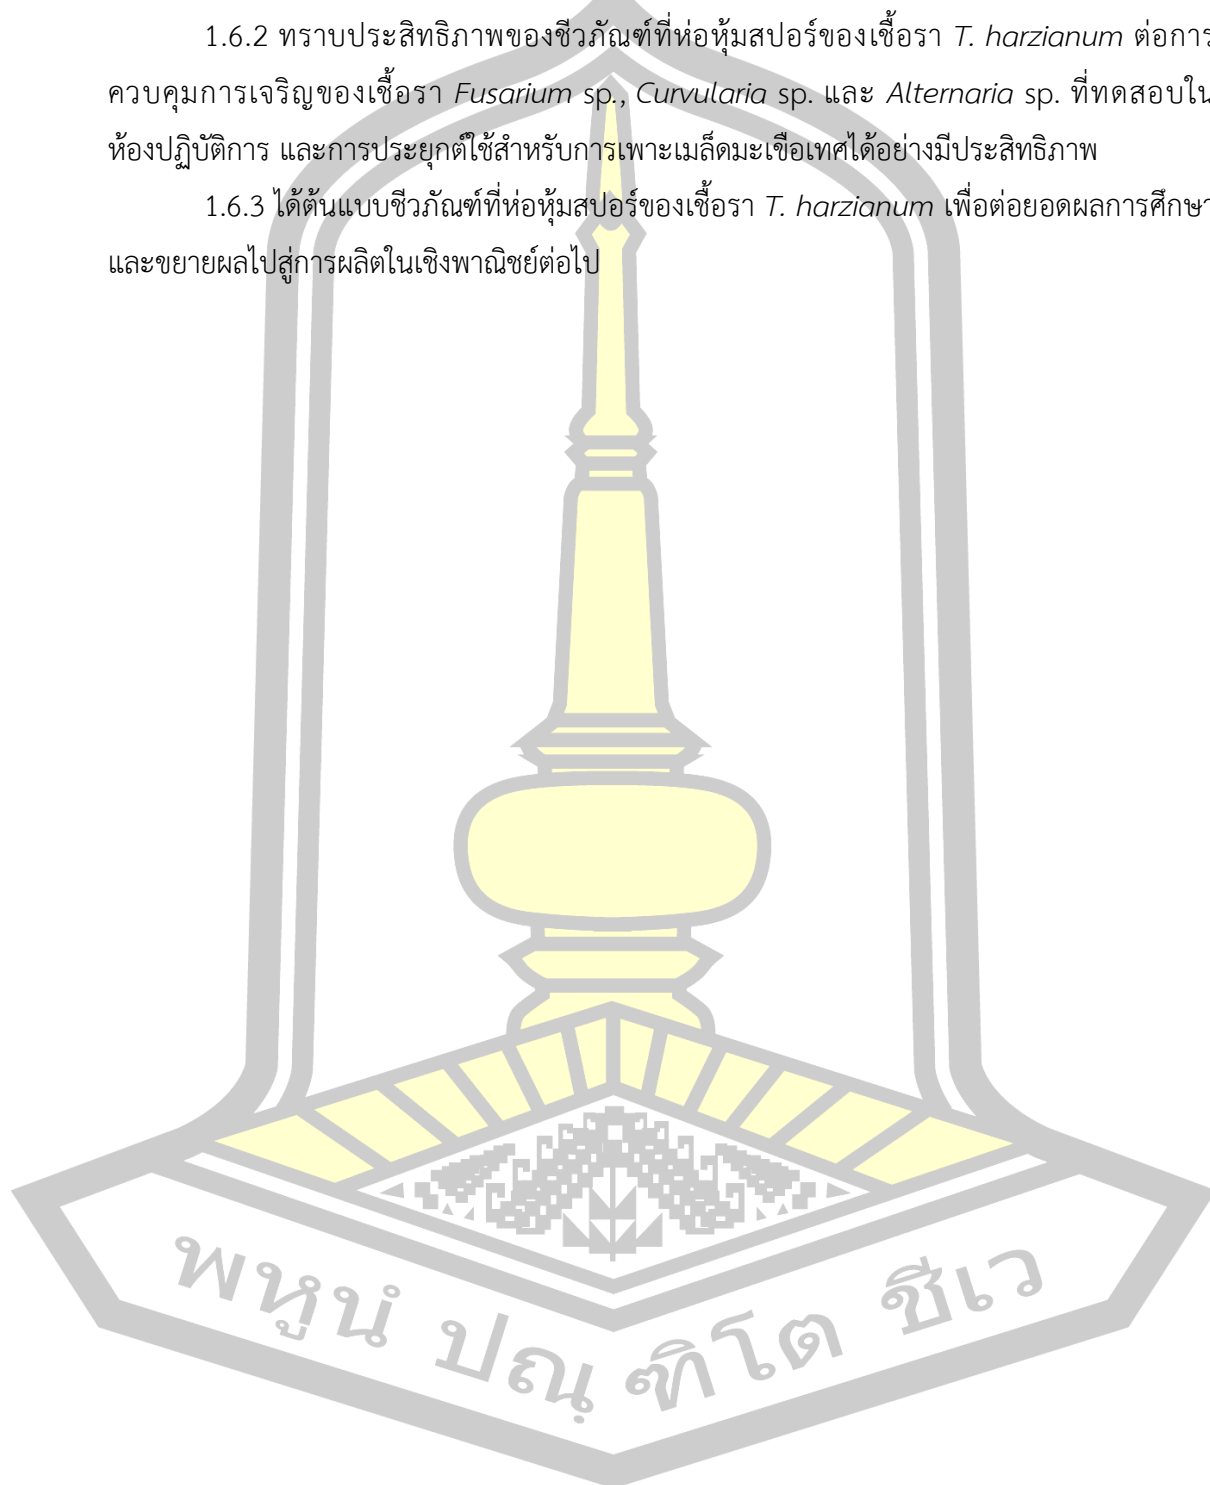 1.6.2 ทราบประสิทธิภาพของชีวภัณฑ์ที่ห่อหุ้มสปอร์ของเชื้อรา T. harzianum ต่อการ
ควบคุมการเจริญของเชื้อรา Fusarium sp., Curvularia sp. และ Alternaria sp. ที่ทดสอบใน
ห้องปฏิบัติการ และการประยุกต์ใช้สำหรับการเพาะเมล็ดมะเขือเทศได้อย่างมีประสิทธิภาพ
1.6.3 ได้ต้นแบบชีวภัณฑ์ที่ห่อหุ้มสปอร์ของเชื้อรา T. harzianum เพื่อต่อยอดผลการศึกษา
และขยายผลไปสู่การผลิตในเชิงพาณิชย์ต่อไป
พหูนํ ปณฺฑิโต ชีเว